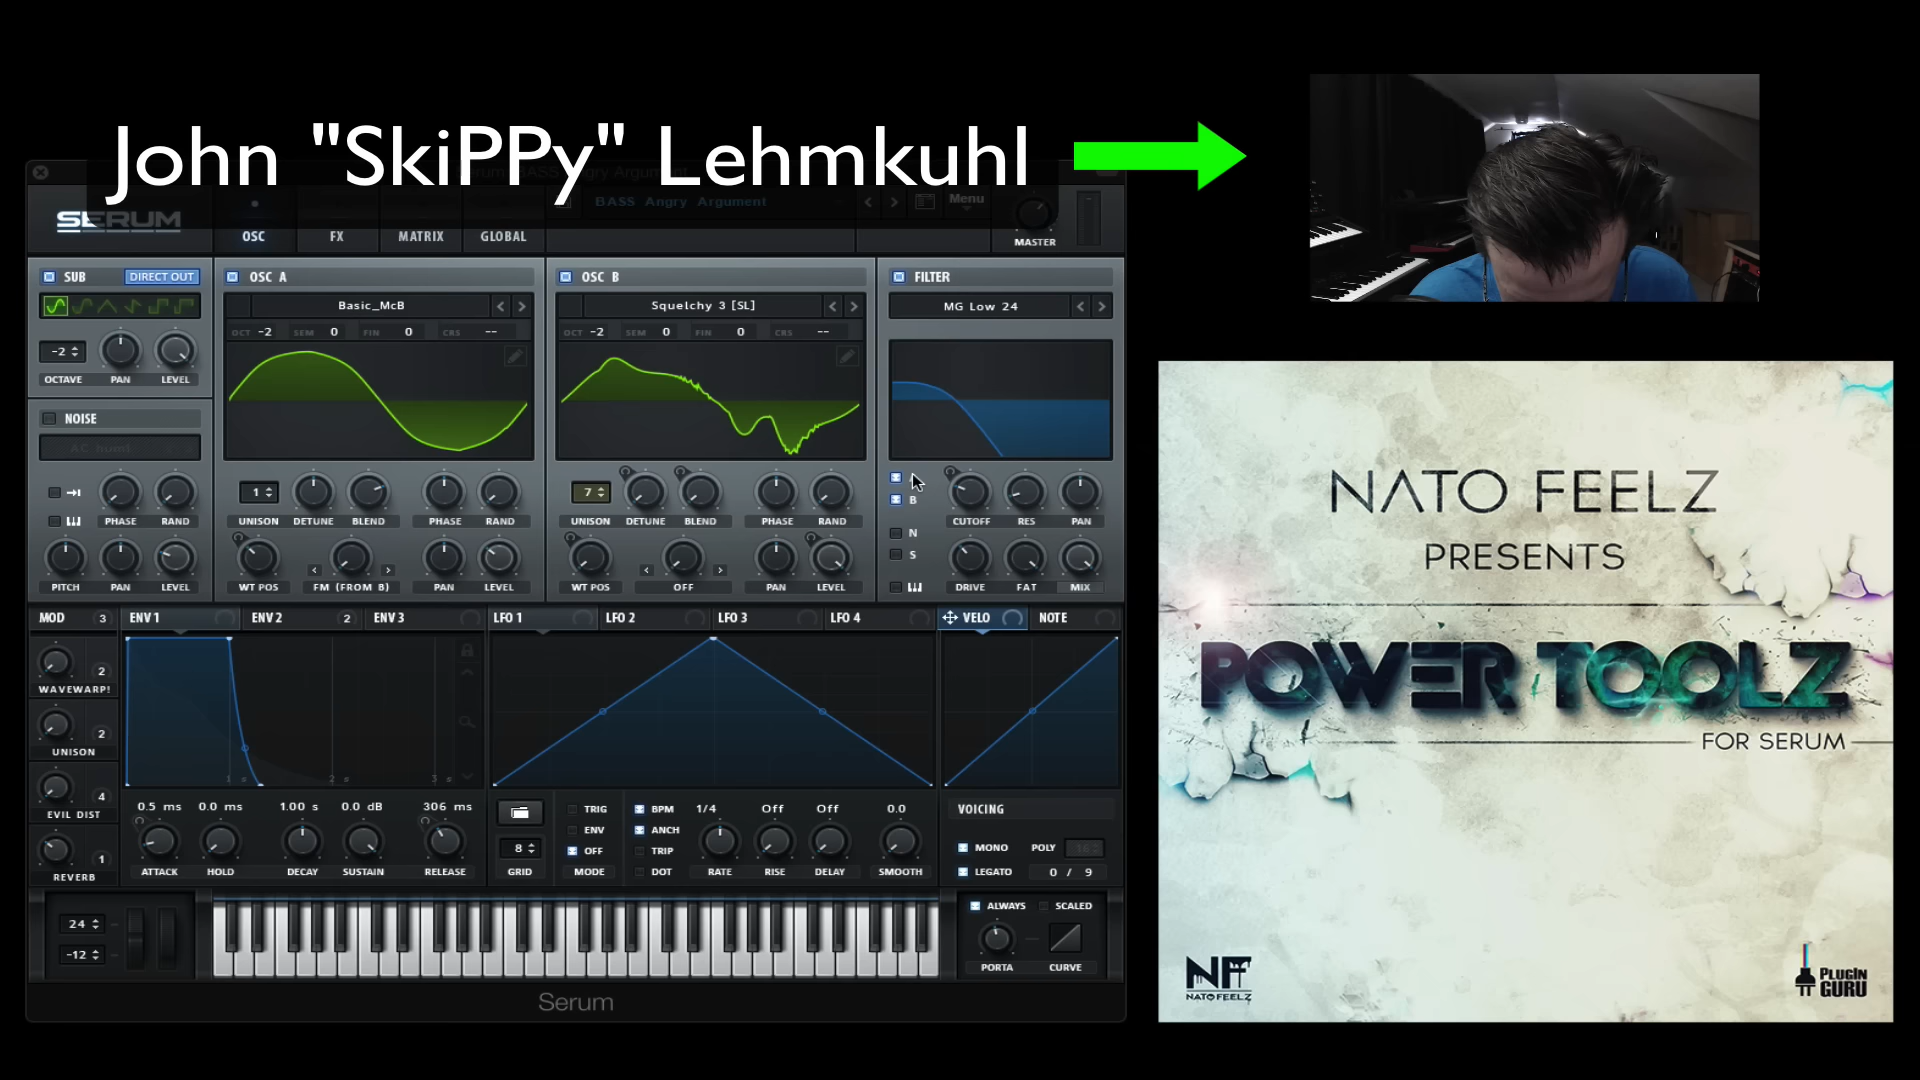 John "SkiPPy" Lehmkuhl
SERUM
OSC
FX
MATRIX
GLOBAL
BASS Angry Argument
Menu
MASTER
SUB
DIRECT OUT
-2
OCTAVE
PAN
LEVEL
NOISE
AC hum1
PHASE
RAND
PITCH
PAN
LEVEL
OSC A
Basic_McB
OCT -2 SEM 0 FIN 0 CRS --
1
UNISON
DETUNE
BLEND
PHASE
RAND
WT POS
FM (FROM B)
PAN
LEVEL
OSC B
Squelchy 3 [SL]
OCT -2 SEM 0 FIN 0 CRS --
7
UNISON
DETUNE
BLEND
PHASE
RAND
WT POS
OFF
PAN
LEVEL
FILTER
MG Low 24
B
N
S
CUTOFF
RES
PAN
DRIVE
FAT
MIX
MOD 3
ENV 1
ENV 2 2
ENV 3
LFO 1
LFO 2
LFO 3
LFO 4
VELO
NOTE
2
WAVEWARP!
2
UNISON
4
EVIL DIST
1
REVERB
1 s
2 s
3 s
0.5 ms
0.0 ms
1.00 s
0.0 dB
306 ms
ATTACK
HOLD
DECAY
SUSTAIN
RELEASE
8
GRID
TRIG
ENV
OFF
MODE
BPM
ANCH
TRIP
DOT
1/4
Off
Off
0.0
RATE
RISE
DELAY
SMOOTH
VOICING
MONO
POLY
16
LEGATO
0 / 9
24
-12
ALWAYS
SCALED
PORTA
CURVE
Serum
NATO FEELZ
PRESENTS
POWER TOOLZ
FOR SERUM
NF
NATO FEELZ
PLUGIN
GURU